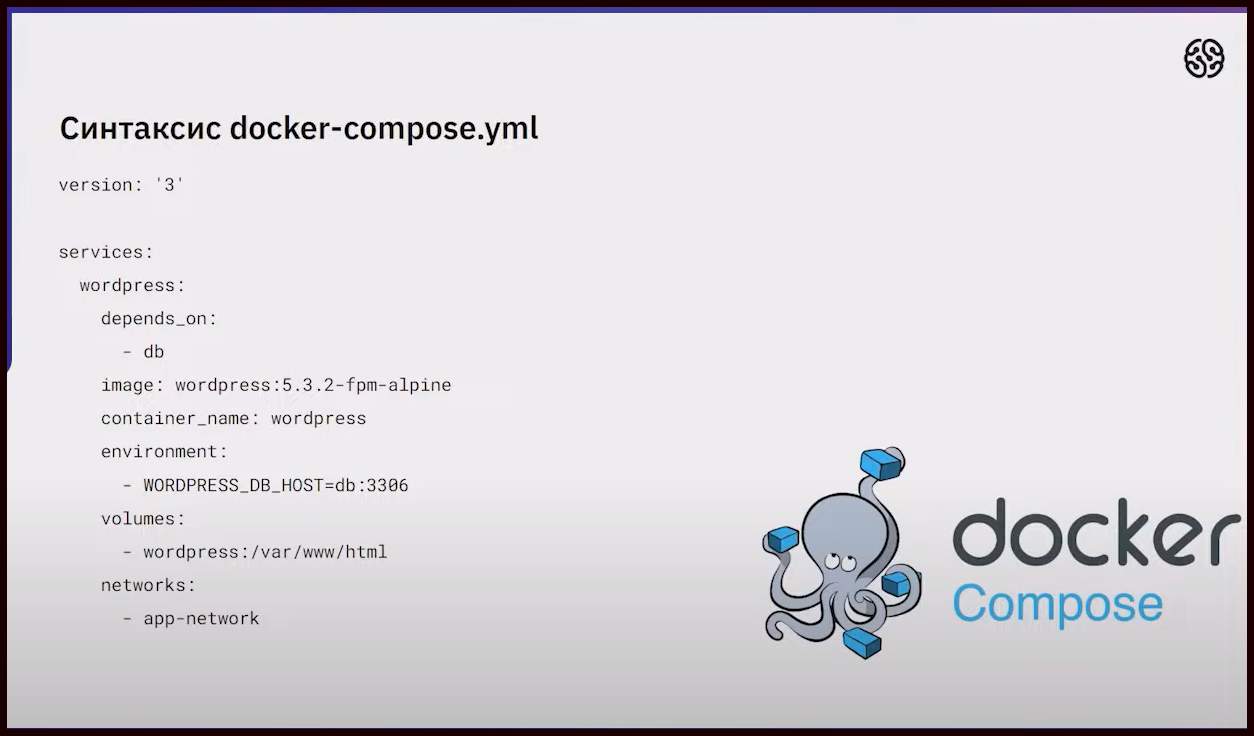 Синтаксис docker-compose.yml
version: '3'
services:
  wordpress:
    depends_on:
      - db
    image: wordpress:5.3.2-fpm-alpine
    container_name: wordpress
    environment:
      - WORDPRESS_DB_HOST=db:3306
    volumes:
      - wordpress:/var/www/html
    networks:
      - app-network
docker
Compose